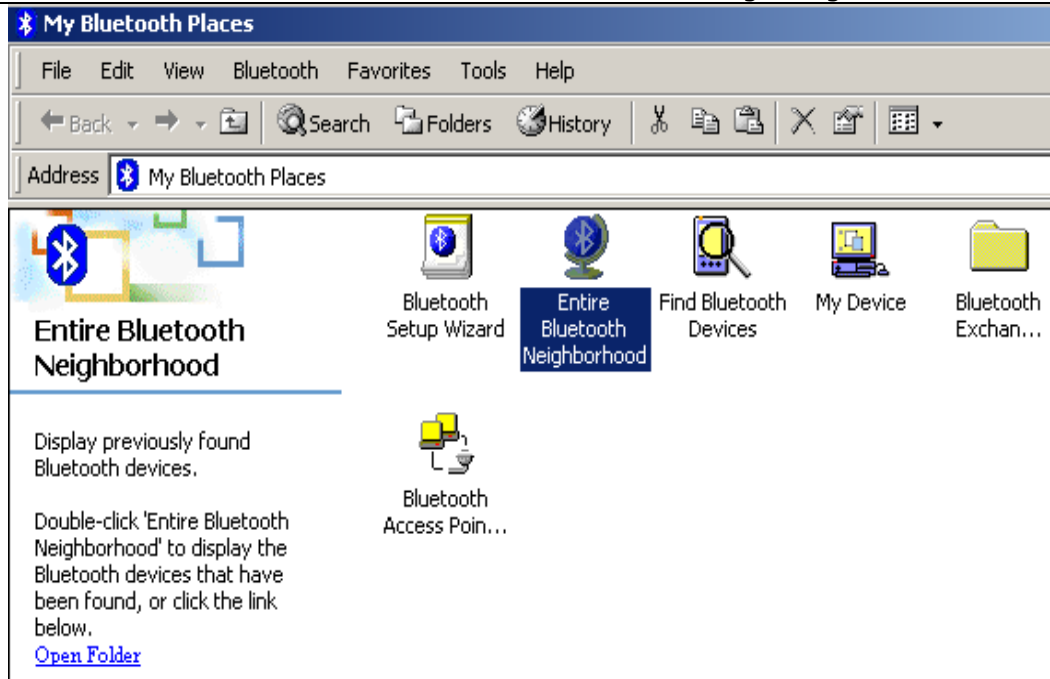 My Bluetooth Places
File Edit View Bluetooth Favorites Tools Help
Back Search Folders History
Address My Bluetooth Places
Bluetooth Setup Wizard
Entire Bluetooth Neighborhood
Find Bluetooth Devices
My Device
Bluetooth Exchan...
Bluetooth Access Poin...
Entire Bluetooth
Neighborhood
Display previously found
Bluetooth devices.
Double-click 'Entire Bluetooth
Neighborhood' to display the
Bluetooth devices that have
been found, or click the link
below.
Open Folder